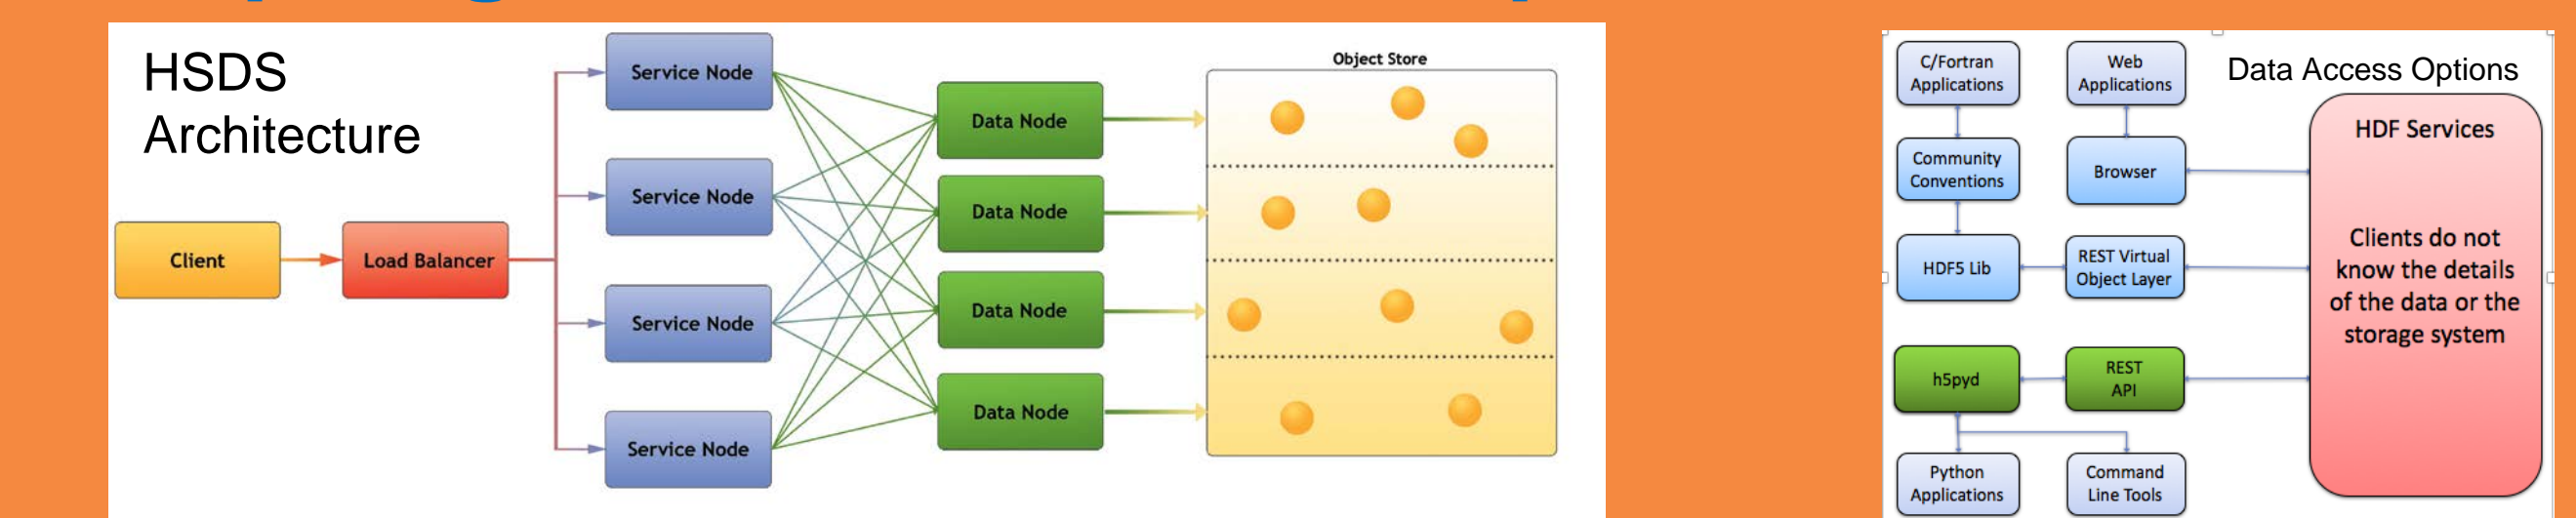 HSDS
Architecture
Client
Load Balancer
Service Node
Service Node
Service Node
Service Node
Data Node
Data Node
Data Node
Data Node
Object Store
Data Access Options
C/Fortran
Applications
Web
Applications
Community
Conventions
Browser
HDF5 Lib
REST Virtual
Object Layer
h5pyd
REST
API
Python
Applications
Command
Line Tools
HDF Services
Clients do not
know the details
of the data or the
storage system